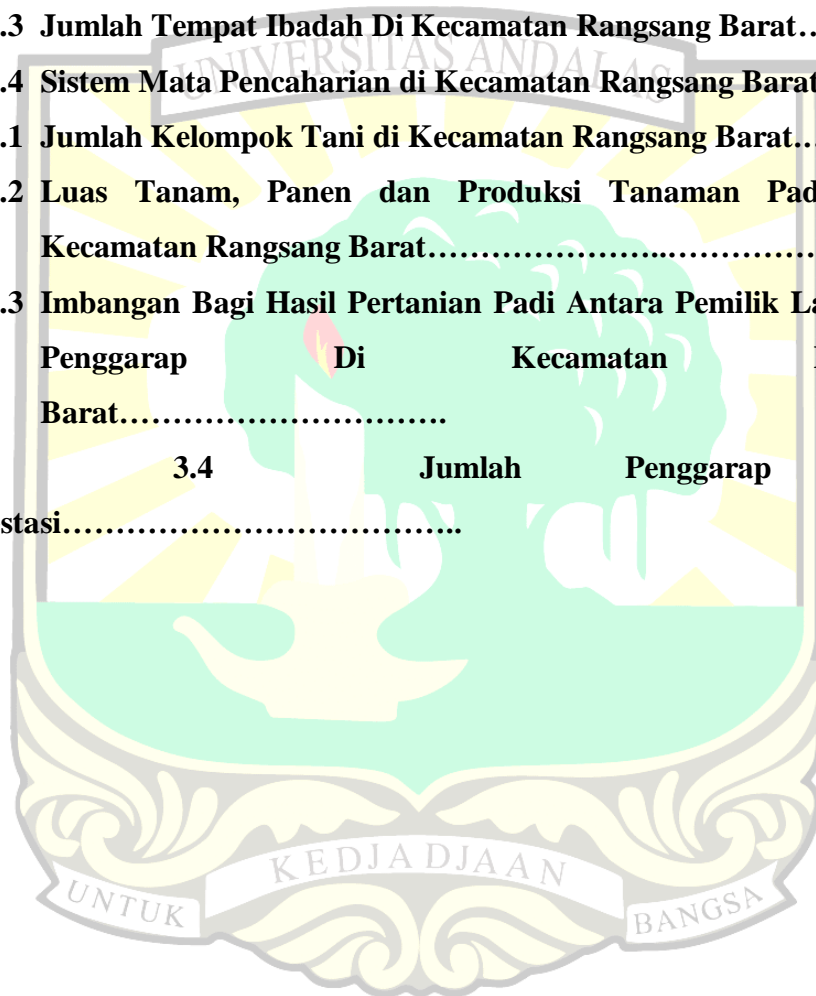 .3 Jumlah Tempat Ibadah Di Kecamatan Rangsang Barat…
UNIVERSITAS ANDALAS
.4 Sistem Mata Pencaharian di Kecamatan Rangsang Barat
.1 Jumlah Kelompok Tani di Kecamatan Rangsang Barat…
.2 Luas Tanam, Panen dan Produksi Tanaman Pad
Kecamatan Rangsang Barat…………………..……………
.3 Imbangan Bagi Hasil Pertanian Padi Antara Pemilik La
Penggarap Di Kecamatan
Barat………………………….
3.4 Jumlah Penggarap
stasi………………………………..
KEDJADJAAN
UNTUK BANGSA